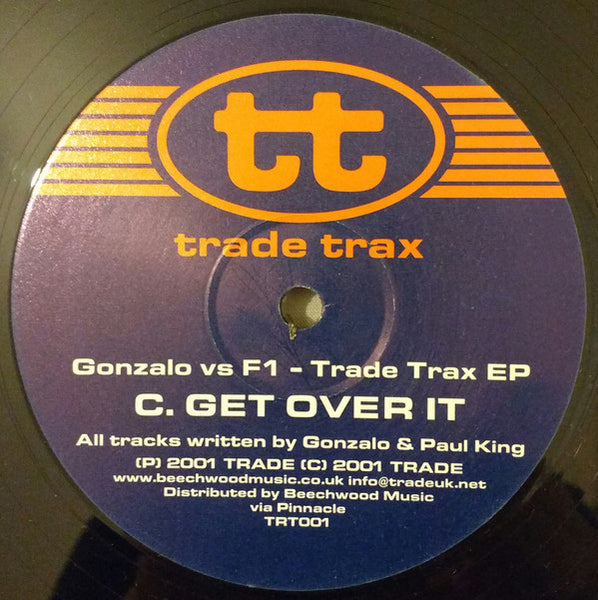 tt
trade trax
Gonzalo vs F1 - Trade Trax EP
C. GET OVER IT
All tracks written by Gonzalo & Paul King
(P) 2001 TRADE (C) 2001 TRADE
www.beechwoodmusic.co.uk info@tradeuk.net
Distributed by Beechwood Music
via Pinnacle
TRT001